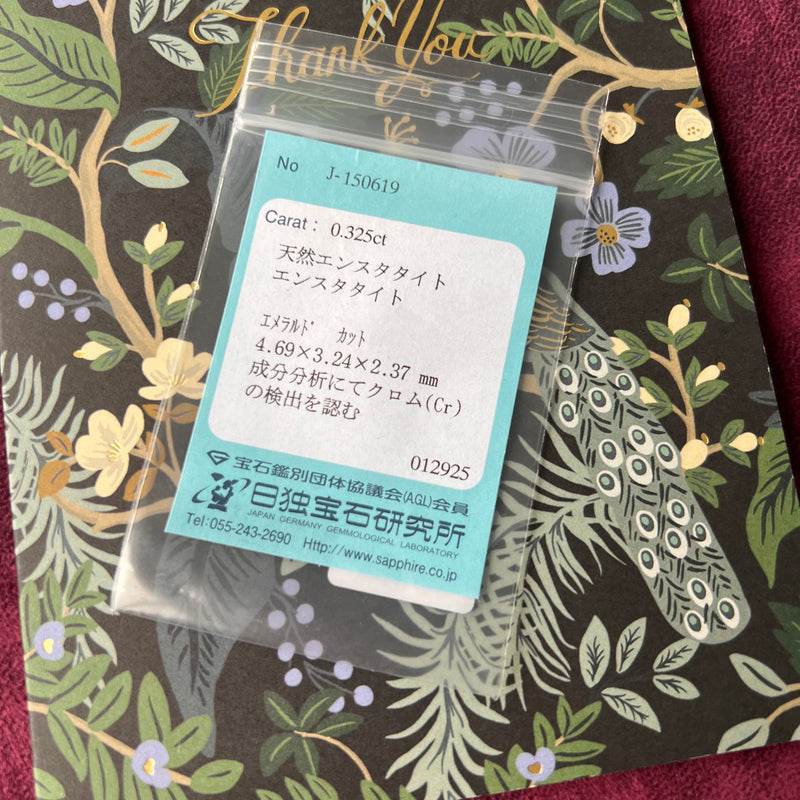 Thank You
No J-150619
Carat : 0.325ct
天然エンスタタイト
エンスタタイト
エメラルド カット
4.69×3.24×2.37 mm
成分分析にてクロム(Cr)
の検出を認む
012925
宝石鑑別団体協議会(AGL)会員
日独宝石研究所
JAPAN GERMANY GEMMOLOGICAL LABORATORY
Tel:055-243-2690 Http://www.sapphire.co.jp